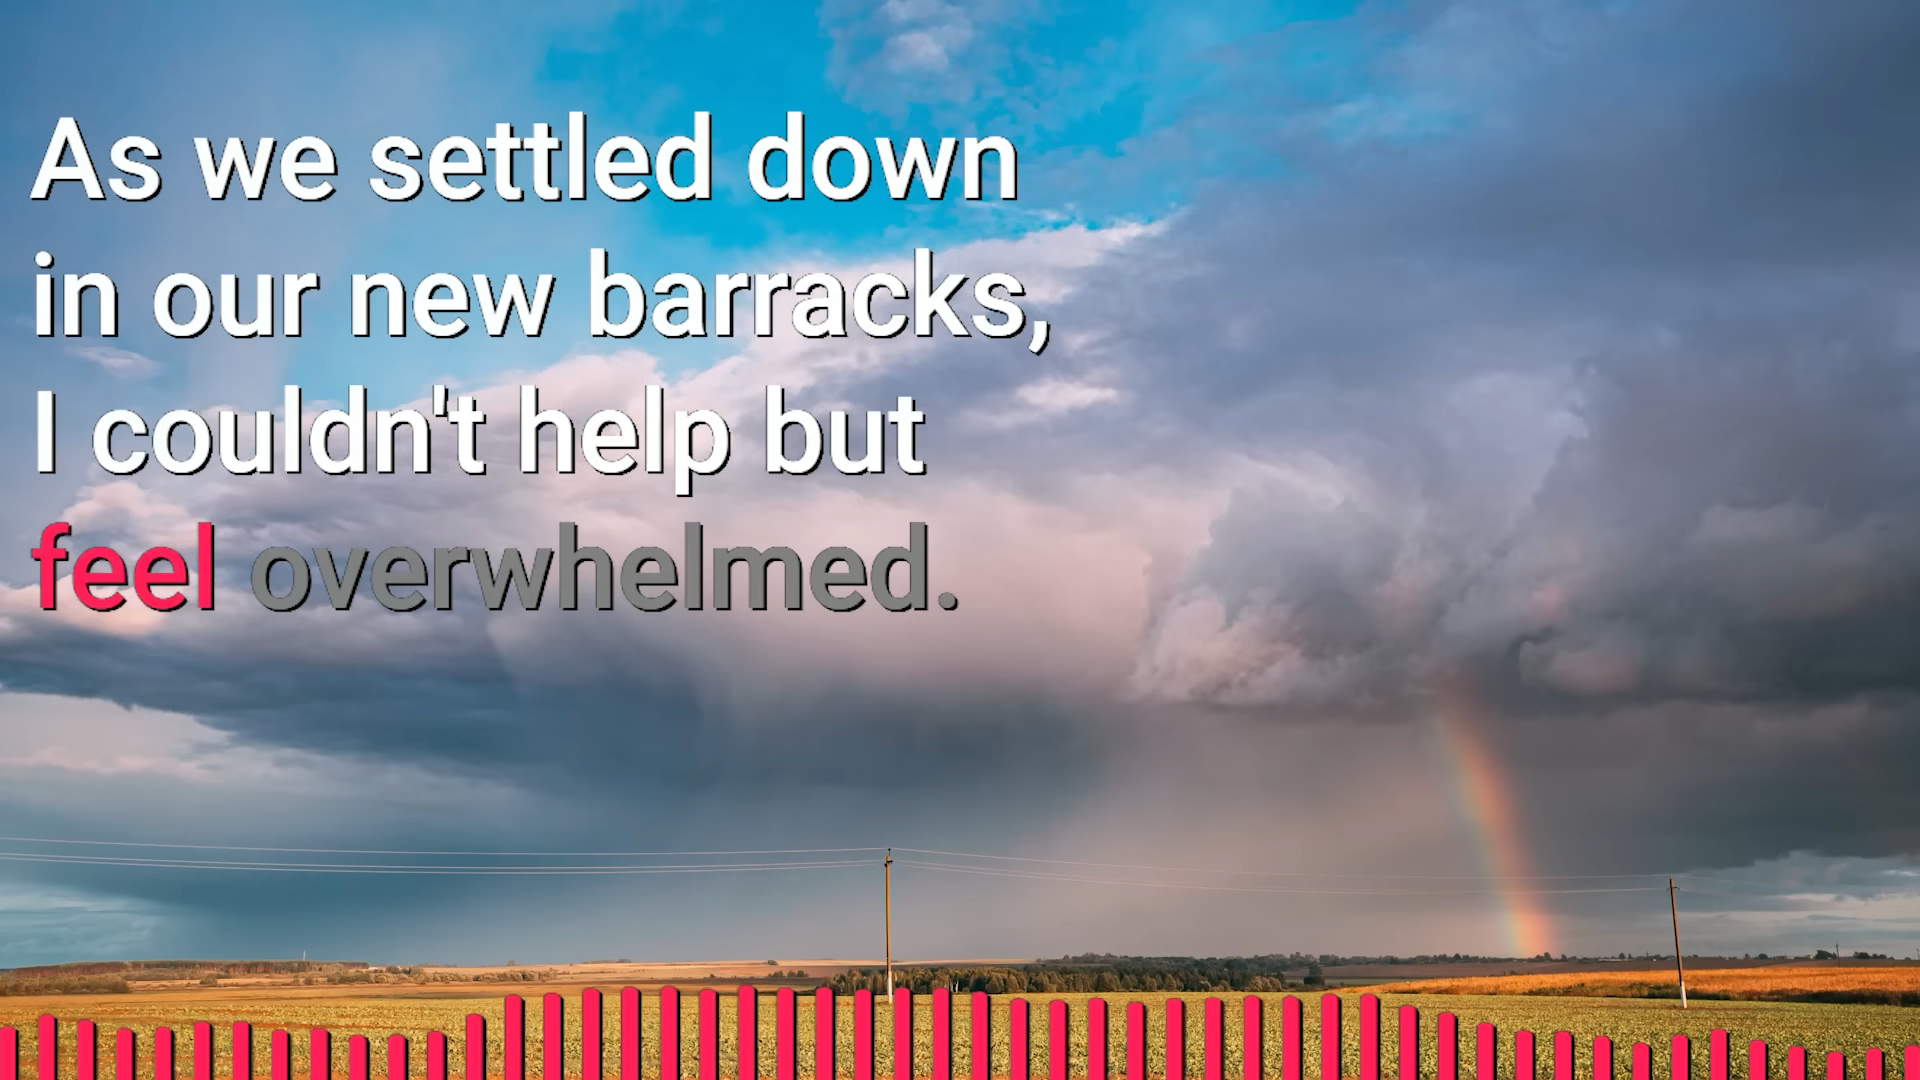 As we settled down
in our new barracks,
I couldn't help but
feel overwhelmed.